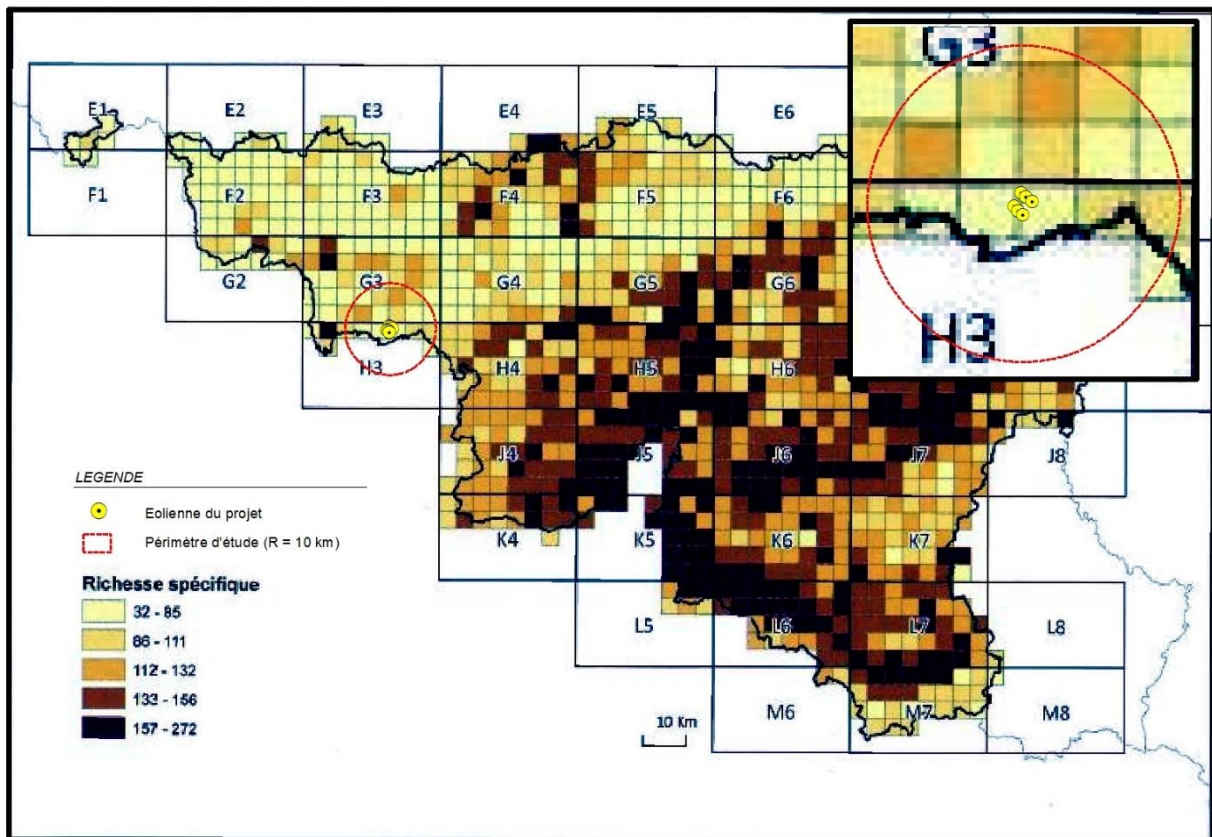 E1 E2 E3 E4 E5 E6
F1 F2 F3 F4 F5 F6
G2 G3 G4 G5 G6
H3 H4 H5 H6
J4 J5 J6 J7 J8
K4 K5 K6 K7
L5 L6 L7 L8
M6 M7 M8
G3
H3
LEGENDE
Eolienne du projet
Périmètre d'étude (R = 10 km)
Richesse spécifique
32 - 85
86 - 111
112 - 132
133 - 156
157 - 272
10 Km